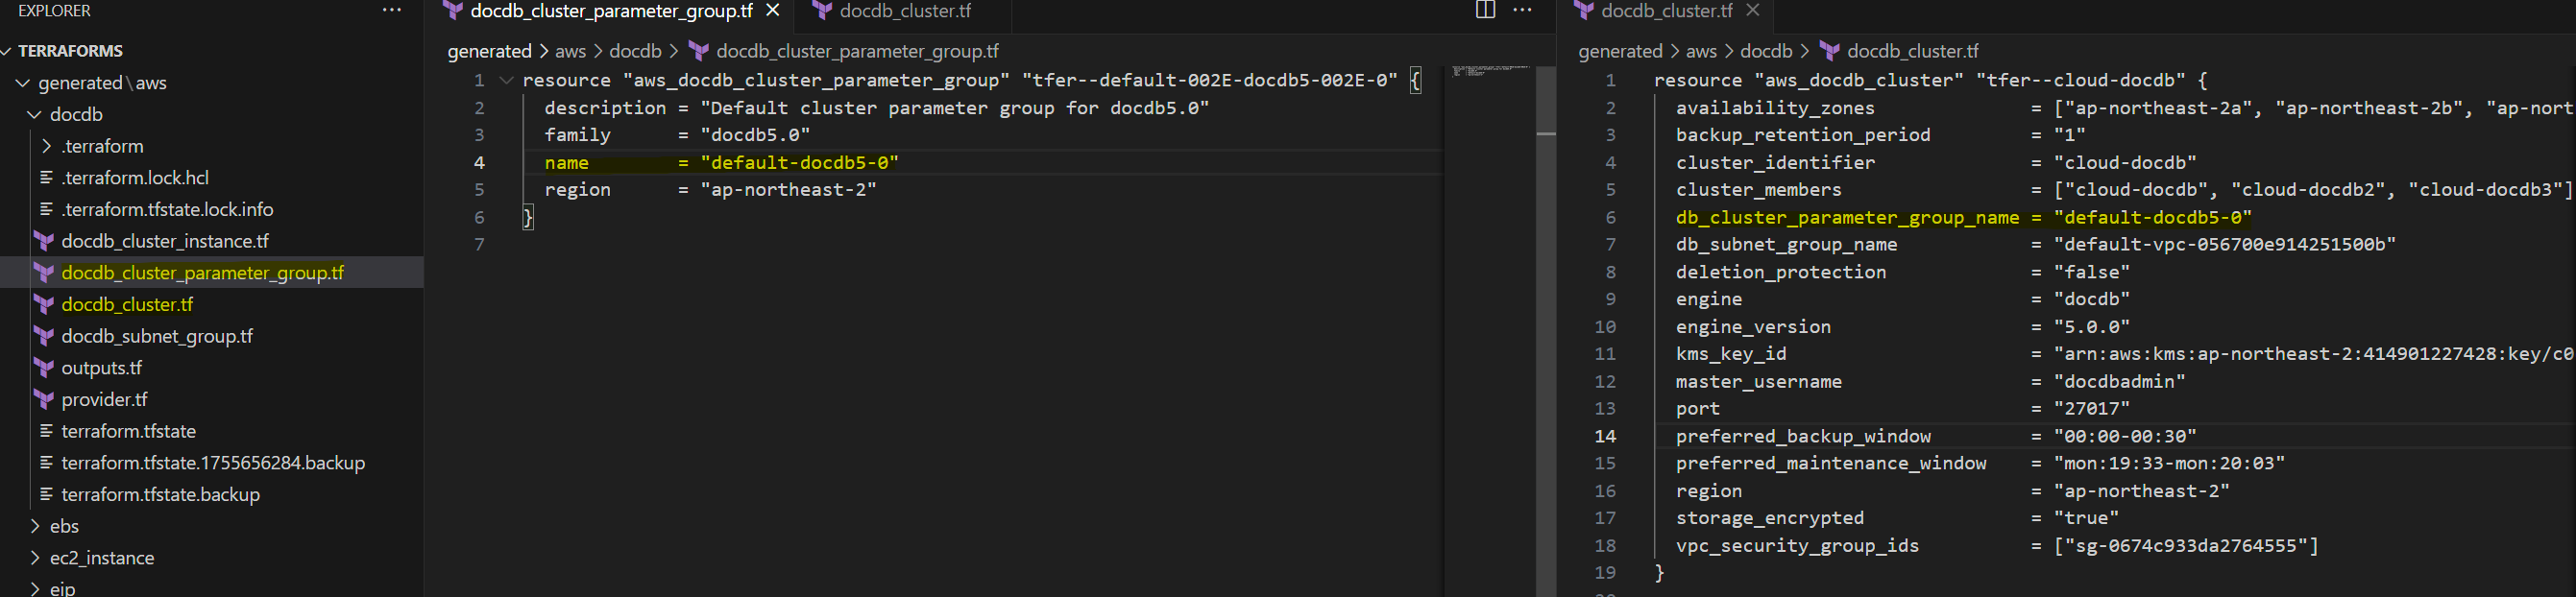 EXPLORER
TERRAFORMS
generated\aws
docdb
.terraform
.terraform.lock.hcl
.terraform.tfstate.lock.info
docdb_cluster_instance.tf
docdb_cluster_parameter_group.tf
docdb_cluster.tf
docdb_subnet_group.tf
outputs.tf
provider.tf
terraform.tfstate
terraform.tfstate.1755656284.backup
terraform.tfstate.backup
ebs
ec2_instance
eip
docdb_cluster_parameter_group.tf docdb_cluster.tf
generated > aws > docdb > docdb_cluster_parameter_group.tf
1 resource "aws_docdb_cluster_parameter_group" "tfer--default-002E-docdb5-002E-0" {
2 description = "Default cluster parameter group for docdb5.0"
3 family = "docdb5.0"
4 name = "default-docdb5-0"
5 region = "ap-northeast-2"
6 }
7
docdb_cluster.tf
generated > aws > docdb > docdb_cluster.tf
1 resource "aws_docdb_cluster" "tfer--cloud-docdb" {
2 availability_zones = ["ap-northeast-2a", "ap-northeast-2b", "ap-nort
3 backup_retention_period = "1"
4 cluster_identifier = "cloud-docdb"
5 cluster_members = ["cloud-docdb", "cloud-docdb2", "cloud-docdb3"]
6 db_cluster_parameter_group_name = "default-docdb5-0"
7 db_subnet_group_name = "default-vpc-056700e914251500b"
8 deletion_protection = "false"
9 engine = "docdb"
10 engine_version = "5.0.0"
11 kms_key_id = "arn:aws:kms:ap-northeast-2:414901227428:key/c0
12 master_username = "docdbadmin"
13 port = "27017"
14 preferred_backup_window = "00:00-00:30"
15 preferred_maintenance_window = "mon:19:33-mon:20:03"
16 region = "ap-northeast-2"
17 storage_encrypted = "true"
18 vpc_security_group_ids = ["sg-0674c933da2764555"]
19 }